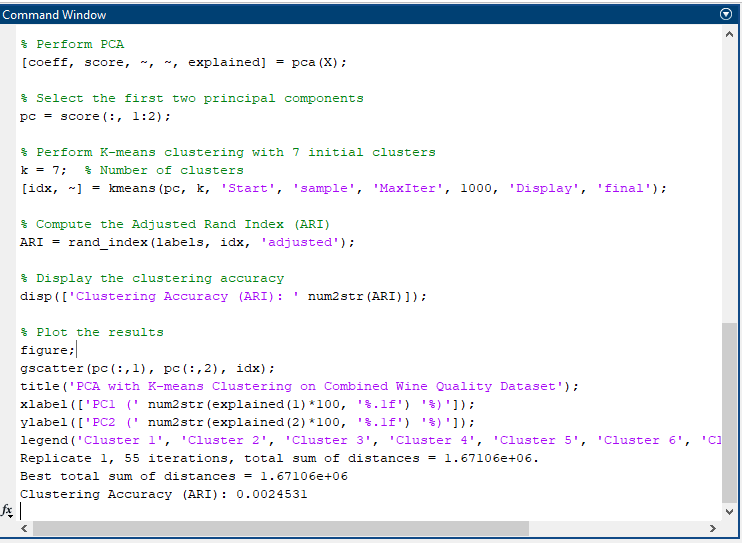 Command Window
% Perform PCA
[coeff, score, ~, ~, explained] = pca(X);
% Select the first two principal components
pc = score(:, 1:2);
% Perform K-means clustering with 7 initial clusters
k = 7;  % Number of clusters
[idx, ~] = kmeans(pc, k, 'Start', 'sample', 'MaxIter', 1000, 'Display', 'final');
% Compute the Adjusted Rand Index (ARI)
ARI = rand_index(labels, idx, 'adjusted');
% Display the clustering accuracy
disp(['Clustering Accuracy (ARI): ' num2str(ARI)]);
% Plot the results
figure;
gscatter(pc(:,1), pc(:,2), idx);
title('PCA with K-means Clustering on Combined Wine Quality Dataset');
xlabel(['PC1 (' num2str(explained(1)*100, '%.1f') '%)']);
ylabel(['PC2 (' num2str(explained(2)*100, '%.1f') '%)']);
legend('Cluster 1', 'Cluster 2', 'Cluster 3', 'Cluster 4', 'Cluster 5', 'Cluster 6', 'Cl
Replicate 1, 55 iterations, total sum of distances = 1.67106e+06.
Best total sum of distances = 1.67106e+06
Clustering Accuracy (ARI): 0.0024531
fx